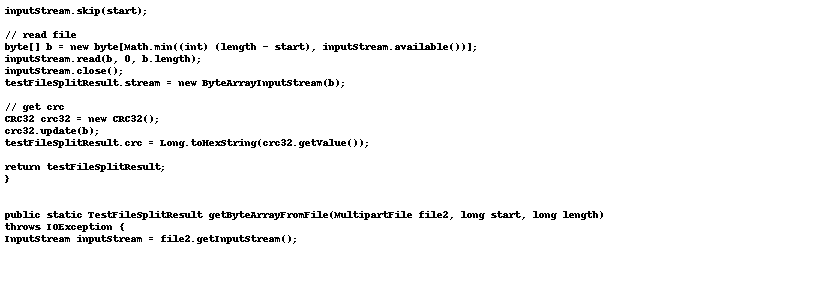 inputStream.skip(start);
// read file
byte[] b = new byte[Math.min((int) (length - start), inputStream.available())];
inputStream.read(b, 0, b.length);
inputStream.close();
testFileSplitResult.stream = new ByteArrayInputStream(b);
// get crc
CRC32 crc32 = new CRC32();
crc32.update(b);
testFileSplitResult.crc = Long.toHexString(crc32.getValue());
return testFileSplitResult;
}
public static TestFileSplitResult getByteArrayFromFile(MultipartFile file2, long start, long length)
throws IOException {
InputStream inputStream = file2.getInputStream();